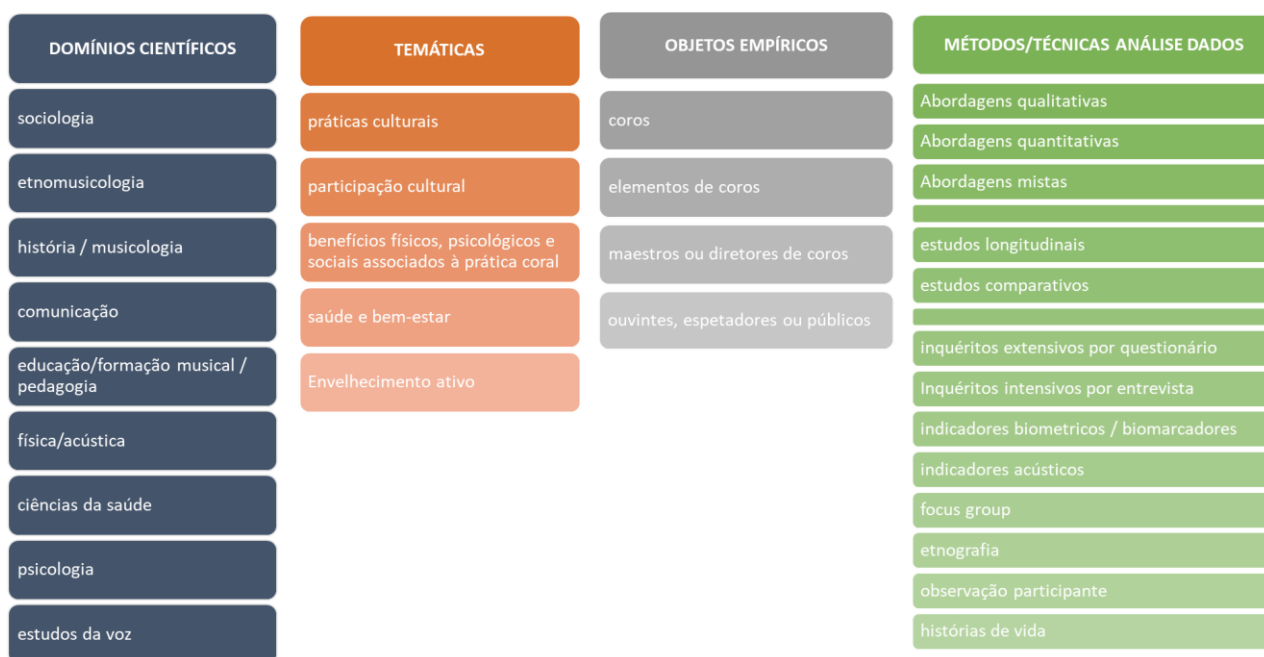 DOMÍNIOS CIENTÍFICOS
sociologia
etnomusicologia
história / musicologia
comunicação
educação/formação musical /
pedagogia
física/acústica
ciências da saúde
psicologia
estudos da voz
TEMÁTICAS
práticas culturais
participação cultural
benefícios físicos, psicológicos e
sociais associados à prática coral
saúde e bem-estar
Envelhecimento ativo
OBJETOS EMPÍRICOS
coros
elementos de coros
maestros ou diretores de coros
ouvintes, espetadores ou públicos
MÉTODOS/TÉCNICAS ANÁLISE DADOS
Abordagens qualitativas
Abordagens quantitativas
Abordagens mistas
estudos longitudinais
estudos comparativos
inquéritos extensivos por questionário
Inquéritos intensivos por entrevista
indicadores biometricos / biomarcadores
indicadores acústicos
focus group
etnografia
observação participante
histórias de vida